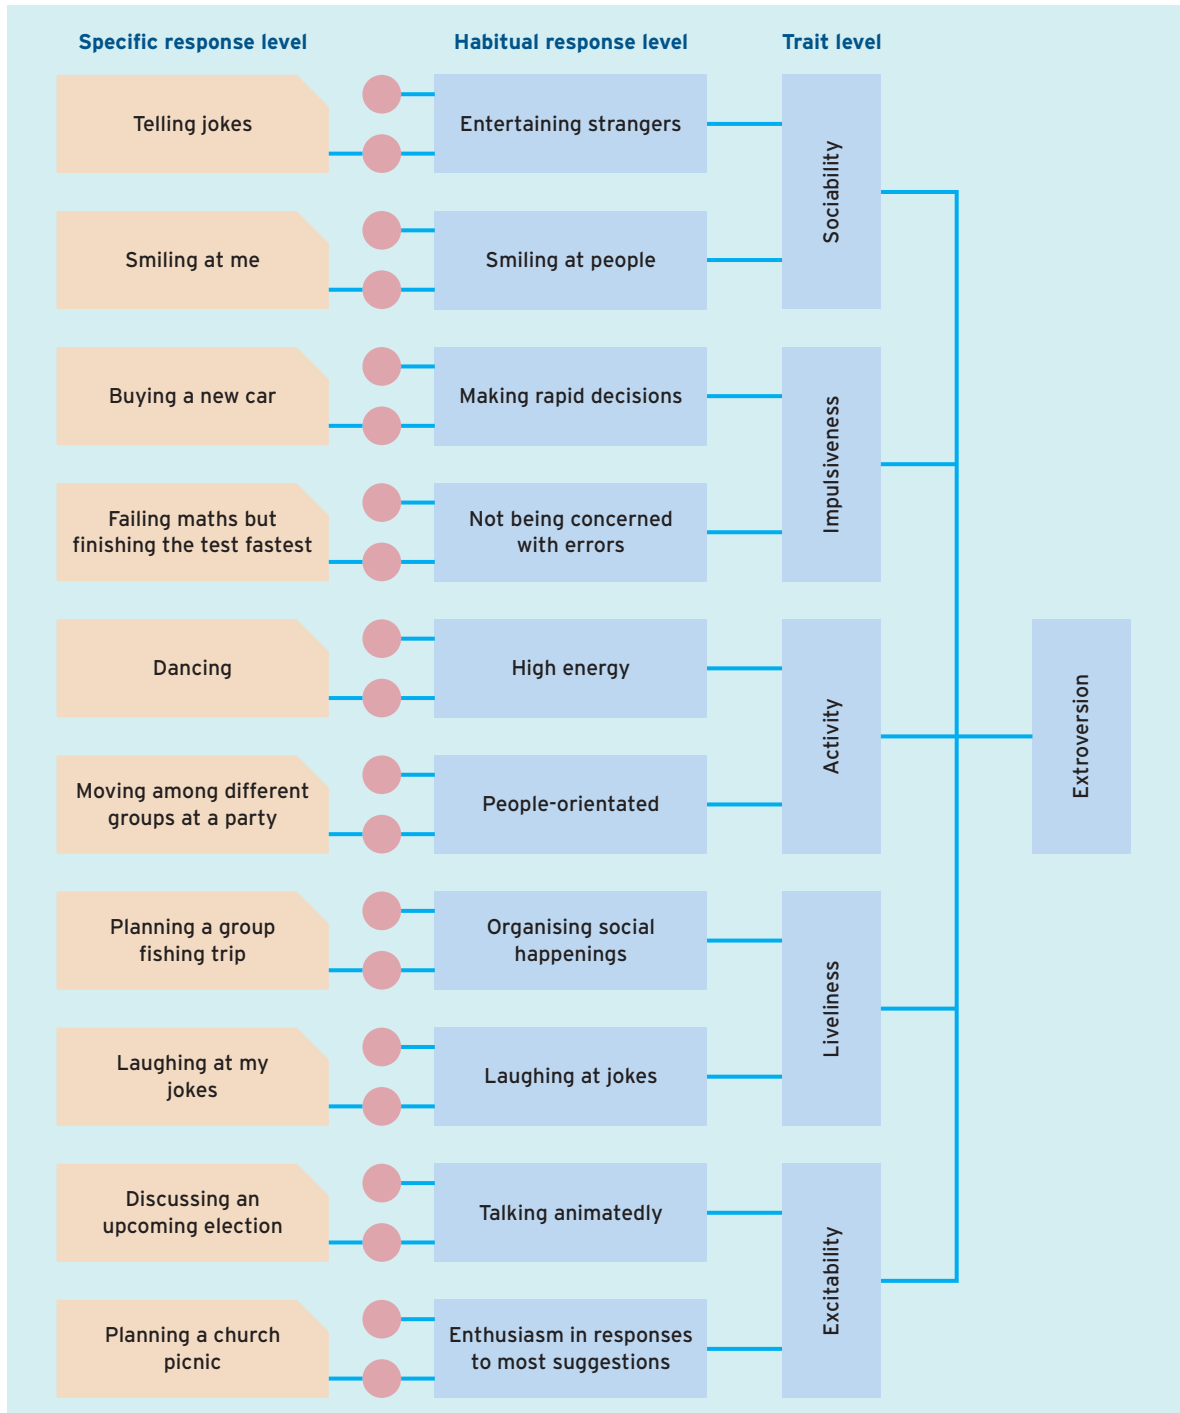 Specific response level
Habitual response level
Trait level
Telling jokes
Entertaining strangers
Sociability
Smiling at me
Smiling at people
Buying a new car
Making rapid decisions
Impulsiveness
Failing maths but
finishing the test fastest
Not being concerned
with errors
Dancing
High energy
Activity
Extroversion
Moving among different
groups at a party
People-orientated
Planning a group
fishing trip
Organising social
happenings
Liveliness
Laughing at my
jokes
Laughing at jokes
Discussing an
upcoming election
Talking animatedly
Excitability
Planning a church
picnic
Enthusiasm in responses
to most suggestions